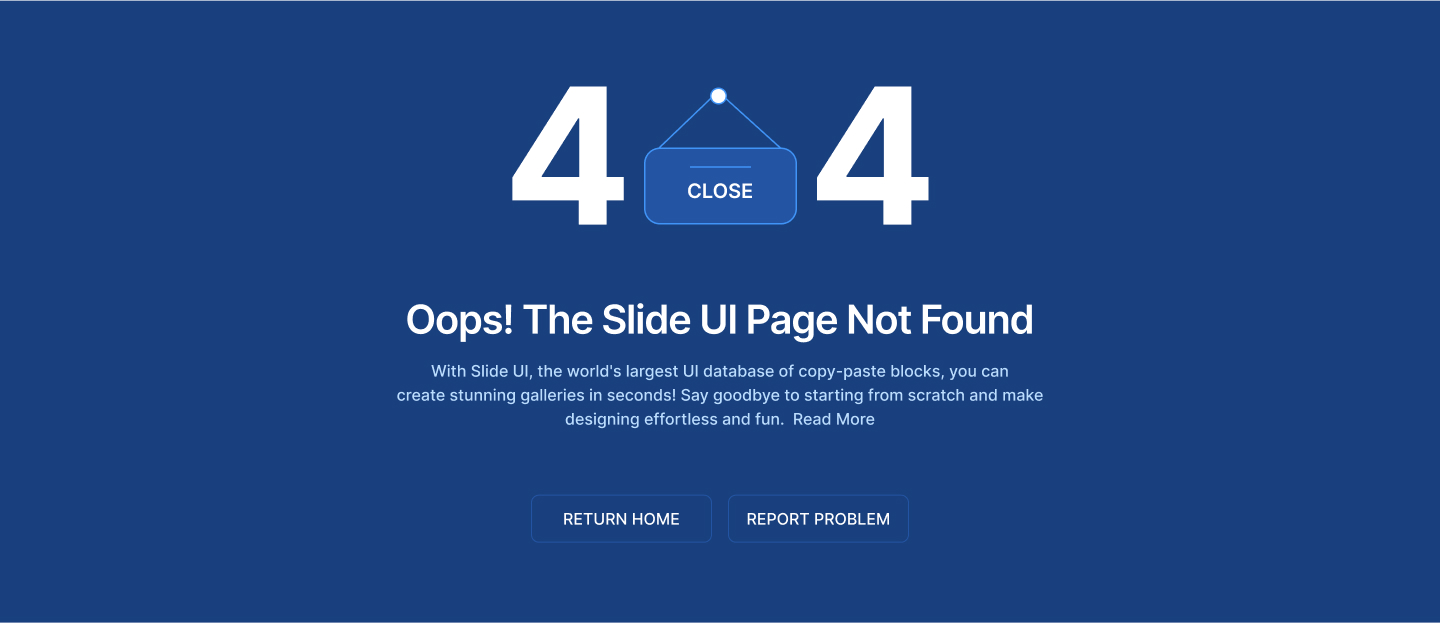 4 CLOSE 4
Oops! The Slide UI Page Not Found
With Slide UI, the world's largest UI database of copy-paste blocks, you can
create stunning galleries in seconds! Say goodbye to starting from scratch and make
designing effortless and fun.  Read More
RETURN HOME
REPORT PROBLEM